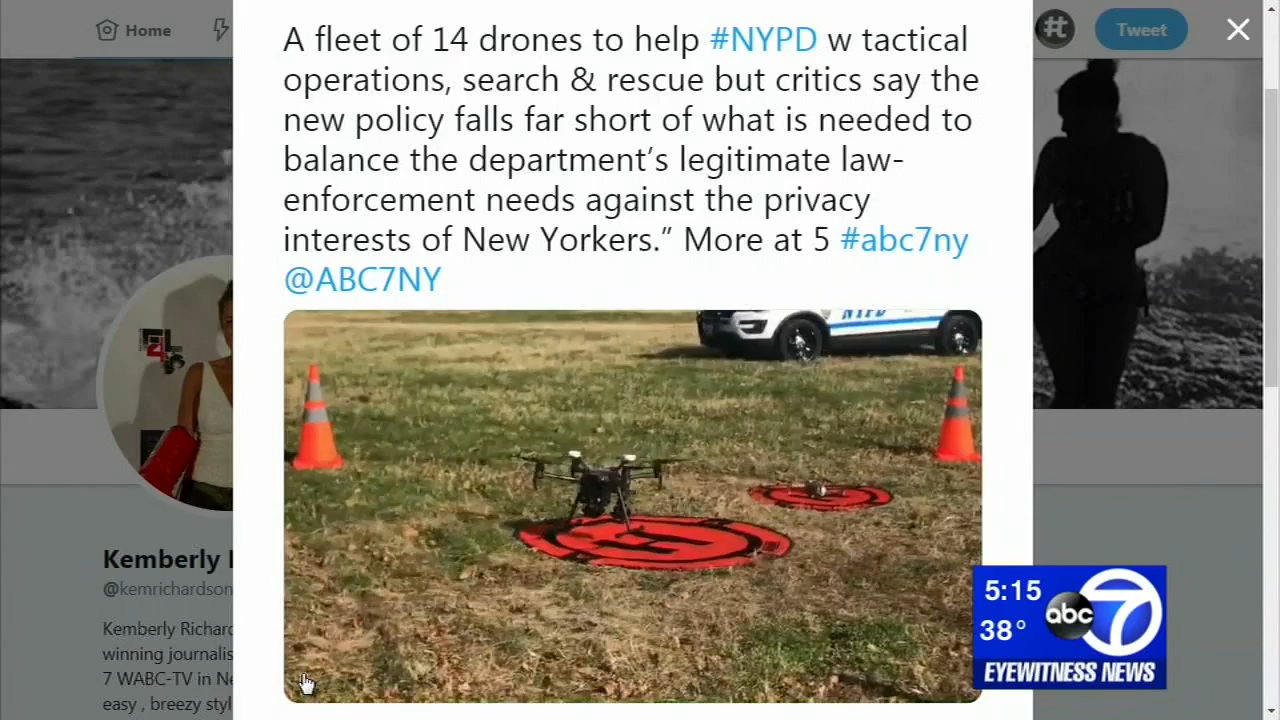 Home
Tweet
A fleet of 14 drones to help #NYPD w tactical
operations, search & rescue but critics say the
new policy falls far short of what is needed to
balance the department’s legitimate law-
enforcement needs against the privacy
interests of New Yorkers.” More at 5 #abc7ny
@ABC7NY
NYPD
H
Kemberly
@kemrichardson
Kemberly Richard
winning journalis
7 WABC-TV in Ne
easy , breezy styl
5:15
38°
abc 7
EYEWITNESS NEWS